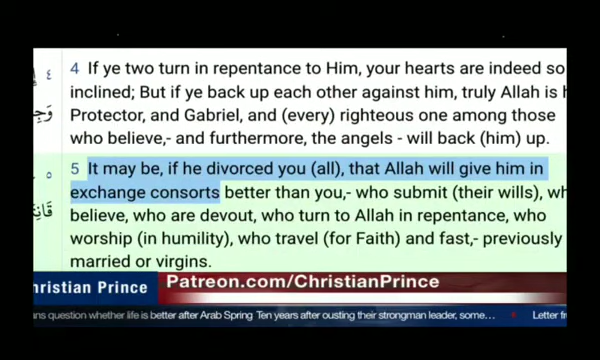 4 If ye two turn in repentance to Him, your hearts are indeed so
٤
inclined; But if ye back up each other against him, truly Allah is
Protector, and Gabriel, and (every) righteous one among those
who believe,- and furthermore, the angels - will back (him) up.
5 It may be, if he divorced you (all), that Allah will give him in
٥
exchange consorts better than you,- who submit (their wills),
believe, who are devout, who turn to Allah in repentance, who
worship (in humility), who travel (for Faith) and fast,- previously
married or virgins.
Patreon.com/ChristianPrince
hristian Prince
ans question whether life is better after Arab Spring Ten years after ousting their strongman leader, some... Letter